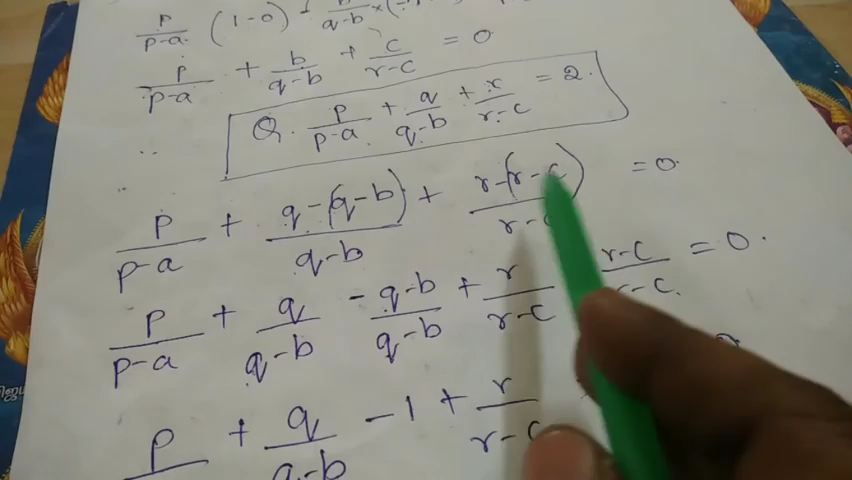 p/(p-a) (1-0) + b/(q-b) × (-
p/(p-a) + b/(q-b) + c/(r-c) = 0
∴ Q. p/(p-a) + q/(q-b) + r/(r-c) = 2.
p/(p-a) + (q-(q-b))/(q-b) + (r-(r-c))/(r-c) = 0.
p/(p-a) + q/(q-b) - (q-b)/(q-b) + r/(r-c) (r-c)/(r-c) = 0.
p + q/(q-b) - 1 + r/(r-c)